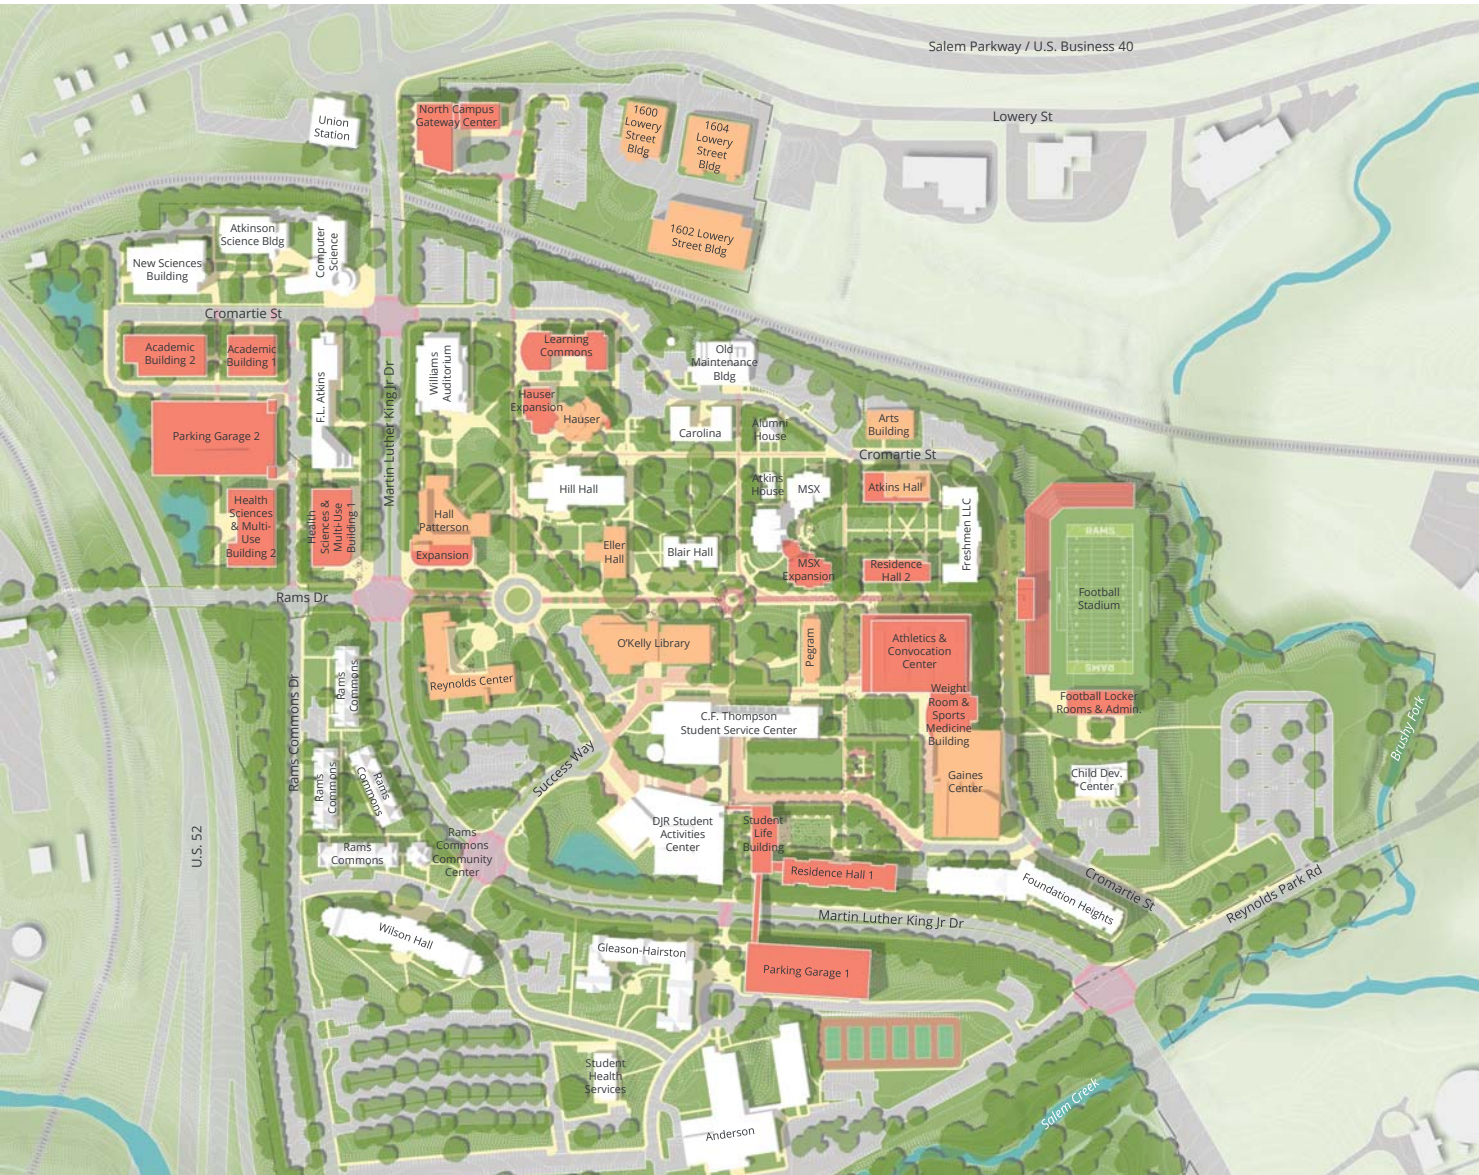 Salem Parkway / U.S. Business 40
Lowery St
Union
Station
North Campus
Gateway Center
1600
Lowery
Street
Bldg
1604
Lowery
Street
Bldg
1602 Lowery
Street Bldg
Atkinson
Science Bldg
New Sciences
Building
Computer
Science
Cromartie St
Academic
Building 2
Academic
Building 1
F.L. Atkins
Martin Luther King Jr Dr
Williams
Auditorium
Learning
Commons
Old
Maintenance
Bldg
Hauser
Expansion
Hauser
Carolina
Alumni
House
Arts
Building
Cromartie St
Parking Garage 2
Hill Hall
Atkins
House
MSX
Atkins Hall
Freshmen LLC
Health
Sciences
& Multi-
Use
Building 2
Health
Sciences &
Multi-Use
Building 1
Hall
Patterson
Expansion
Eller
Hall
Blair Hall
MSX
Expansion
Residence
Hall 2
RAMS
Football
Stadium
RAMS
Rams Dr
O'Kelly Library
Pegram
Athletics &
Convocation
Center
Reynolds Center
Rams
Commons
Rams Commons Dr
Weight
Room &
Sports
Medicine
Building
Football Locker
Rooms & Admin.
C.F. Thompson
Student Service Center
Brushy Fork
Success Way
Rams
Commons
Rams
Commons
Gaines
Center
Child Dev.
Center
U.S. 52
Rams
Commons
Rams
Commons
Community
Center
DJR Student
Activities
Center
Student
Life
Building
Residence Hall 1
Foundation Heights
Cromartie St
Reynolds Park Rd
Martin Luther King Jr Dr
Wilson Hall
Gleason-Hairston
Parking Garage 1
Student
Health
Services
Anderson
Salem Creek